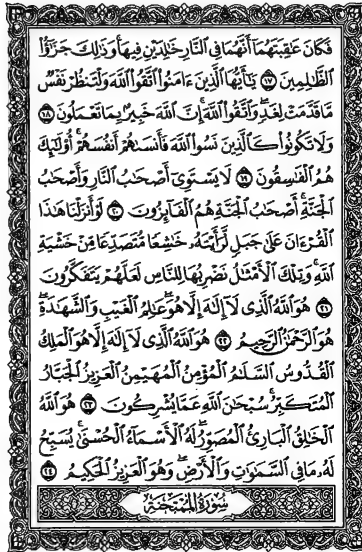 فَكَانَ عَٰقِبَتَهُمَآ أَنَّهُمَا فِي ٱلنَّارِ خَٰلِدَيْنِ فِيهَا وَذَٰلِكَ جَزَٰٓؤُا۟
ٱلظَّٰلِمِينَ ١٧ يَٰٓأَيُّهَا ٱلَّذِينَ ءَامَنُوا۟ ٱتَّقُوا۟ ٱللَّهَ وَلْتَنظُرْ نَفْسٌ
مَّا قَدَّمَتْ لِغَدٍ وَٱتَّقُوا۟ ٱللَّهَ إِنَّ ٱللَّهَ خَبِيرٌۢ بِمَا تَعْمَلُونَ ١٨
وَلَا تَكُونُوا۟ كَٱلَّذِينَ نَسُوا۟ ٱللَّهَ فَأَنسَىٰهُمْ أَنفُسَهُمْ أُو۟لَٰٓئِكَ
هُمُ ٱلْفَٰسِقُونَ ١٩ لَا يَسْتَوِىٓ أَصْحَٰبُ ٱلنَّارِ وَأَصْحَٰبُ
ٱلْجَنَّةِ أَصْحَٰبُ ٱلْجَنَّةِ هُمُ ٱلْفَآئِزُونَ ٢٠ لَوْ أَنزَلْنَا هَٰذَا
ٱلْقُرْءَانَ عَلَىٰ جَبَلٍ لَّرَأَيْتَهُۥ خَٰشِعًا مُّتَصَدِّعًا مِّنْ خَشْيَةِ
ٱللَّهِ وَتِلْكَ ٱلْأَمْثَٰلُ نَضْرِبُهَا لِلنَّاسِ لَعَلَّهُمْ يَتَفَكَّرُونَ
٢١ هُوَ ٱللَّهُ ٱلَّذِى لَآ إِلَٰهَ إِلَّا هُوَ عَٰلِمُ ٱلْغَيْبِ وَٱلشَّهَٰدَةِ
هُوَ ٱلرَّحْمَٰنُ ٱلرَّحِيمُ ٢٢ هُوَ ٱللَّهُ ٱلَّذِى لَآ إِلَٰهَ إِلَّا هُوَ ٱلْمَلِكُ
ٱلْقُدُّوسُ ٱلسَّلَٰمُ ٱلْمُؤْمِنُ ٱلْمُهَيْمِنُ ٱلْعَزِيزُ ٱلْجَبَّارُ
ٱلْمُتَكَبِّرُ سُبْحَٰنَ ٱللَّهِ عَمَّا يُشْرِكُونَ ٢٣ هُوَ ٱللَّهُ
ٱلْخَٰلِقُ ٱلْبَارِئُ ٱلْمُصَوِّرُ لَهُ ٱلْأَسْمَآءُ ٱلْحُسْنَىٰ يُسَبِّحُ
لَهُۥ مَا فِى ٱلسَّمَٰوَٰتِ وَٱلْأَرْضِ وَهُوَ ٱلْعَزِيزُ ٱلْحَكِيمُ ٢٤
سُورَةُ ٱلْمُمْتَحَنَةِ